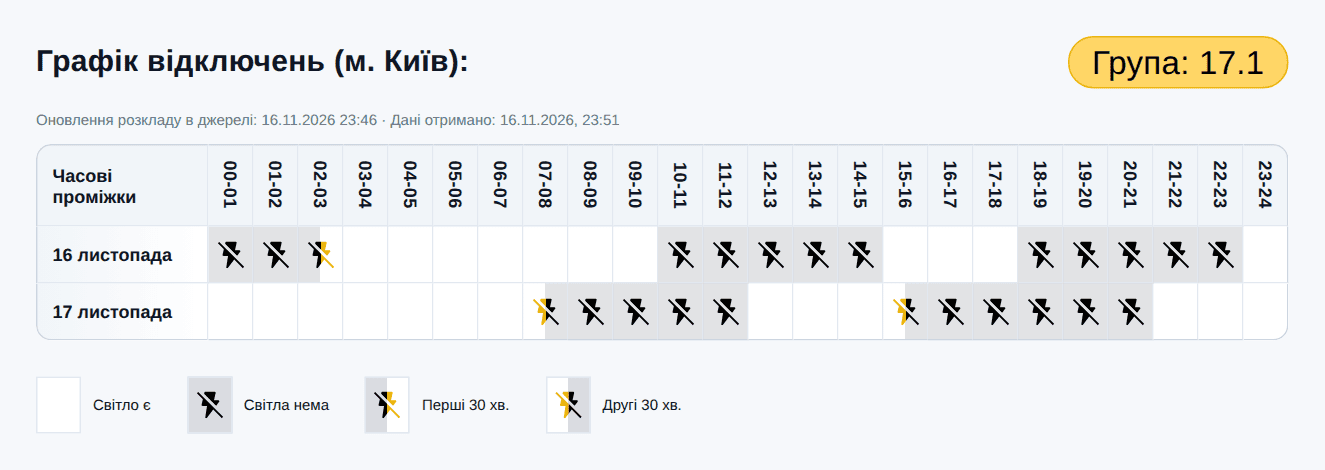 Графік відключень (м. Київ):
Група: 17.1
Оновлення розкладу в джерелі: 16.11.2026 23:46 · Дані отримано: 16.11.2026, 23:51
Часові
проміжки
00-01 01-02 02-03 03-04 04-05 05-06 06-07 07-08 08-09 09-10 10-11 11-12 12-13 13-14 14-15 15-16 16-17 17-18 18-19 19-20 20-21 21-22 22-23 23-24
16 листопада
17 листопада
Світло є
Світла нема
Перші 30 хв.
Другі 30 хв.